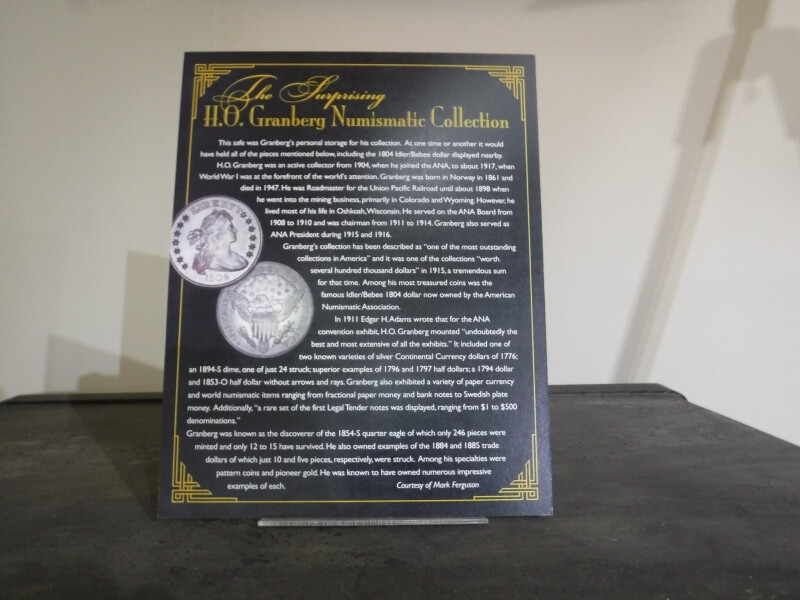 The Surprising
H.O. Granberg Numismatic Collection
This safe was Granberg's personal storage for his collection. At one time or another it would
have held all of the pieces mentioned below, including the 1804 Idler/Bebee dollar displayed nearby.
H.O. Granberg was an active collector from 1904, when he joined the ANA, to about 1917, when
World War I was at the forefront of the world's attention. Granberg was born in Norway in 1861 and
died in 1947. He was Roadmaster for the Union Pacific Railroad until about 1898 when
he went into the mining business, primarily in Colorado and Wyoming. However, he
lived most of his life in Oshkosh, Wisconsin. He served on the ANA Board from
1908 to 1910 and was chairman from 1911 to 1914. Granberg also served as
ANA President during 1915 and 1916.
Granberg's collection has been described as "one of the most outstanding
collections in America" and it was one of the collections "worth
several hundred thousand dollars" in 1915, a tremendous sum
for that time. Among his most treasured coins was the
famous Idler/Bebee 1804 dollar now owned by the American
Numismatic Association.
In 1911 Edgar H. Adams wrote that for the ANA
convention exhibit, H.O. Granberg mounted "undoubtedly the
best and most extensive of all the exhibits." It included one of
two known varieties of silver Continental Currency dollars of 1776;
an 1894-S dime, one of just 24 struck; superior examples of 1796 and 1797 half dollars; a 1794 dollar
and 1853-O half dollar without arrows and rays. Granberg also exhibited a variety of paper currency
and world numismatic items ranging from fractional paper money and bank notes to Swedish plate
money. Additionally, "a rare set of the first Legal Tender notes was displayed, ranging from $1 to $500
denominations."
Granberg was known as the discoverer of the 1854-S quarter eagle of which only 246 pieces were
minted and only 12 to 15 have survived. He also owned examples of the 1884 and 1885 trade
dollars of which just 10 and five pieces, respectively, were struck. Among his specialties were
pattern coins and pioneer gold. He was known to have owned numerous impressive
examples of each.
Courtesy of Mark Ferguson
LIBERTY
1804